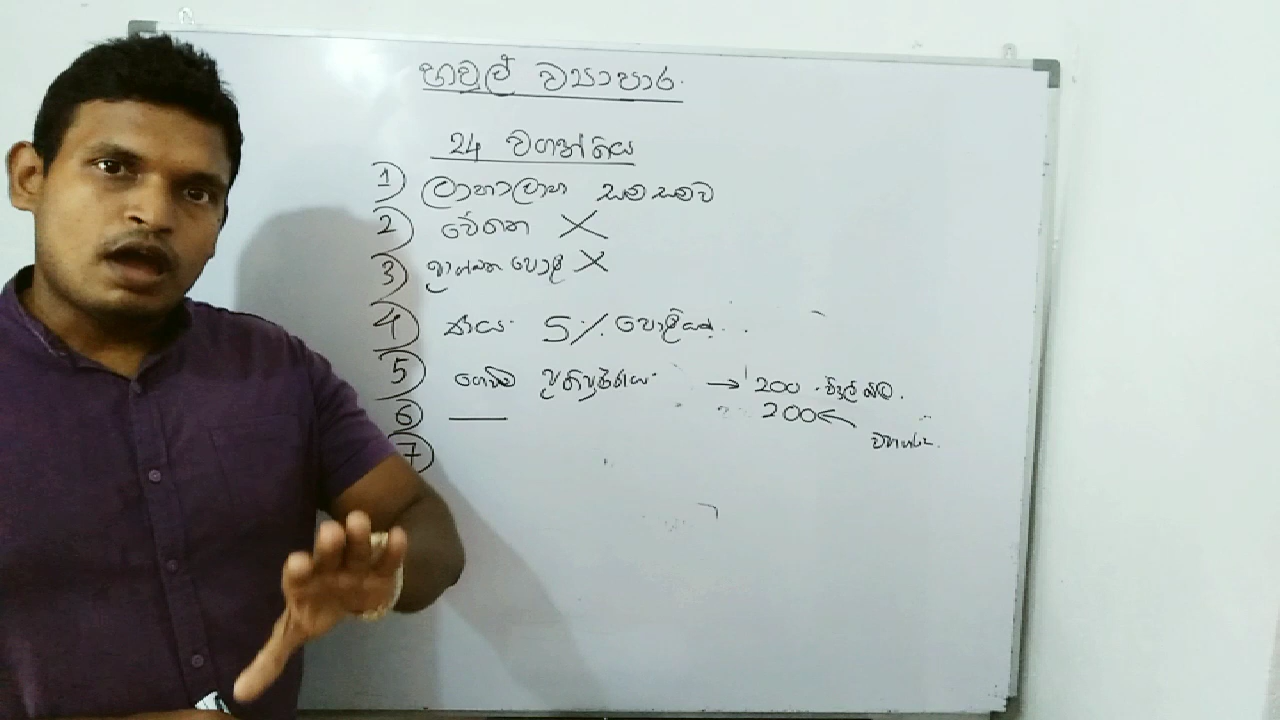 හවුල් ව්‍යාපාර.
24 වගන්තිය
1) ලාභාලාභ සම සමව
2) වේතන X
3) ප්‍රාග්ධන පොළී X
4) ණය 5% පොළියක්..
5) ගෙවීම් ප්‍රතිපූර්ණය → 200 විදුලි බිල.
200 ←
6) —
7)